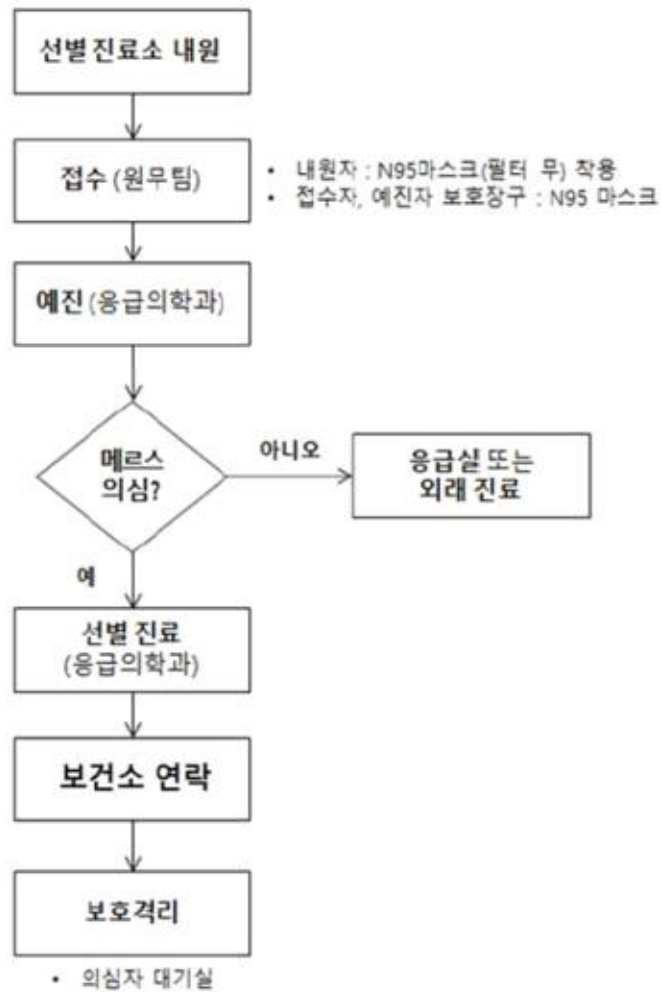 선별 진료소 내원
접수 (원무팀)
• 내원자 : N95마스크(필터 무) 착용
• 접수자, 예진자 보호장구 : N95 마스크
예진 (응급의학과)
메르스
의심?
아니오
응급실 또는
외래 진료
예
선별 진료
(응급의학과)
보건소 연락
보호격리
• 의심자 대기실